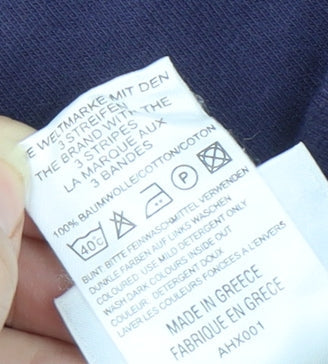 E WELTMARKE MIT DEN
3 STREIFEN
THE BRAND WITH THE
3 STRIPES
LA MARQUE AUX
3 BANDES
100% BAUMWOLLE/COTTON/COTON
40c P
BUNT BITTE FEINWASCHMITTEL VERWENDEN
DUNKLE FARBEN AUF LINKS WASCHEN
COLOURED USE MILD DETERGENT ONLY
WASH DARK COLOURS INSIDE OUT
COULEUR DETERGENT DOUX
LAVER LES COULEURS FONCÉES A L'ENVERS
MADE IN GREECE
FABRIQUE EN GRECE
AHX001